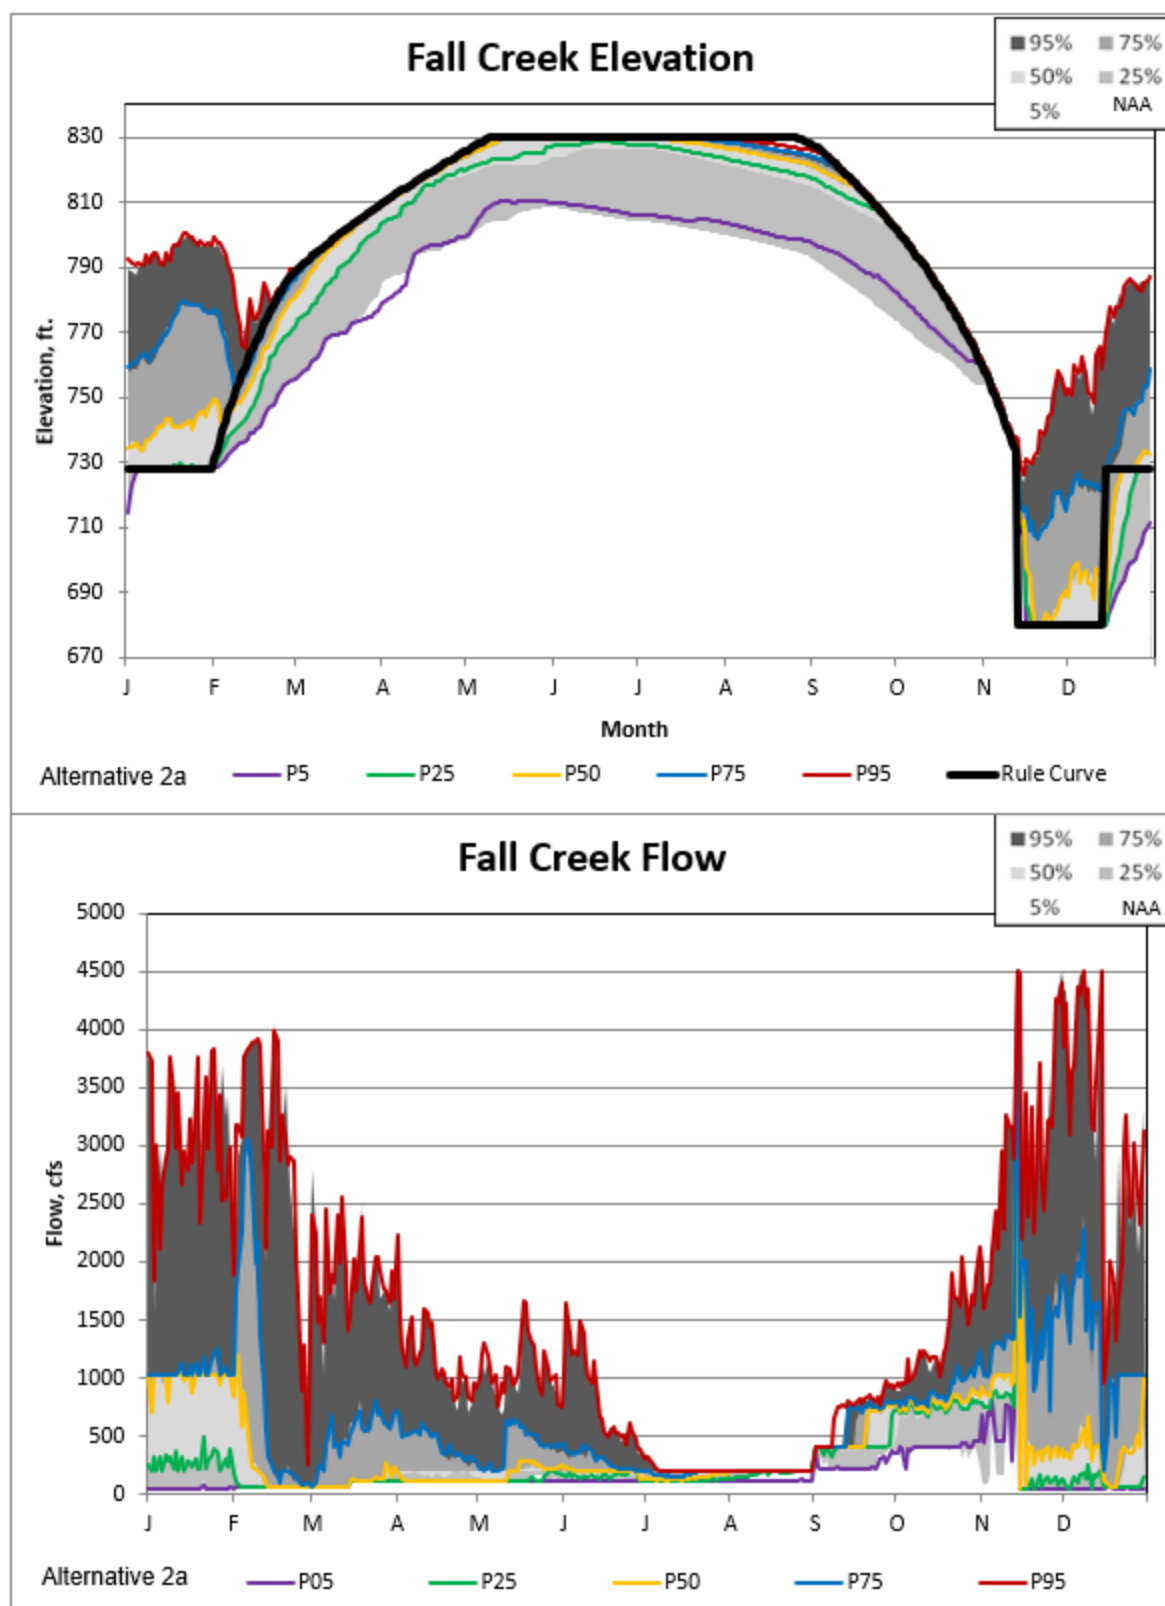 Fall Creek Elevation
95% 75%
50% 25%
5% NAA
830
810
790
770
750
730
710
690
670
Elevation, ft.
J F M A M J J A S O N D
Month
Alternative 2a P5 P25 P50 P75 P95 Rule Curve
Fall Creek Flow
95% 75%
50% 25%
5% NAA
5000
4500
4000
3500
3000
2500
2000
1500
1000
500
0
Flow, cfs
J F M A M J J A S O N D
Alternative 2a P05 P25 P50 P75 P95